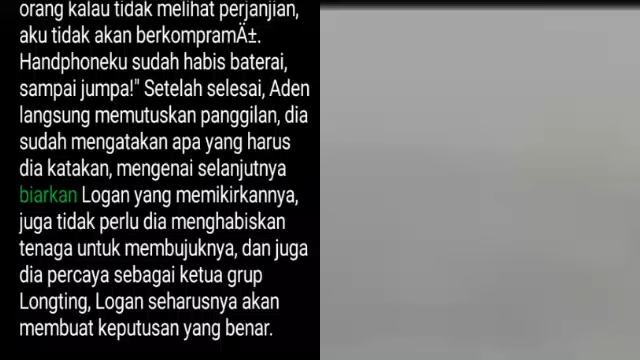 orang kalau tidak melihat perjanjian,
aku tidak akan berkompramÄ±.
Handphoneku sudah habis baterai,
sampai jumpa!" Setelah selesai, Aden
langsung memutuskan panggilan, dia
sudah mengatakan apa yang harus
dia katakan, mengenai selanjutnya
biarkan Logan yang memikirkannya,
juga tidak perlu dia menghabiskan
tenaga untuk membujuknya, dan juga
dia percaya sebagai ketua grup
Longting, Logan seharusnya akan
membuat keputusan yang benar.